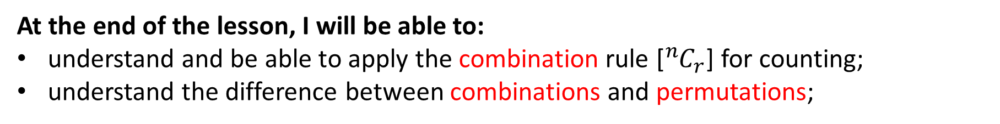 At the end of the lesson, I will be able to:
• understand and be able to apply the combination rule [ⁿCᵣ] for counting;
• understand the difference between combinations and permutations;